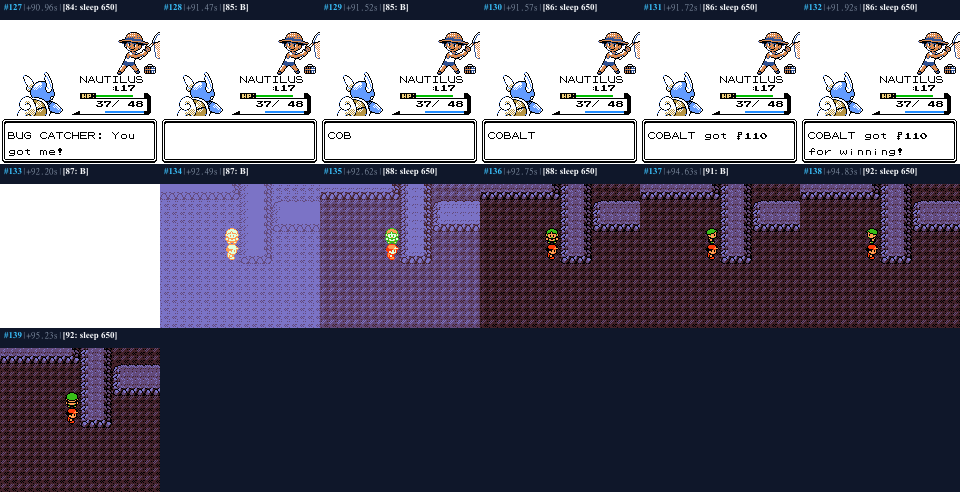 #127|+90.96s|[84: sleep 650]
#128|+91.47s|[85: B]
#129|+91.52s|[85: B]
#130|+91.57s|[86: sleep 650]
#131|+91.72s|[86: sleep 650]
#132|+91.92s|[86: sleep 650]
NAUTILUS
:L17
HP:
37/ 48
BUG CATCHER: You
got me!
NAUTILUS
:L17
HP:
37/ 48
NAUTILUS
:L17
HP:
37/ 48
COB
NAUTILUS
:L17
HP:
37/ 48
COBALT
NAUTILUS
:L17
HP:
37/ 48
COBALT got ₽110
NAUTILUS
:L17
HP:
37/ 48
COBALT got ₽110
for winning!
#133|+92.20s|[87: B]
#134|+92.49s|[87: B]
#135|+92.62s|[88: sleep 650]
#136|+92.75s|[88: sleep 650]
#137|+94.63s|[91: B]
#138|+94.83s|[92: sleep 650]
#139|+95.23s|[92: sleep 650]